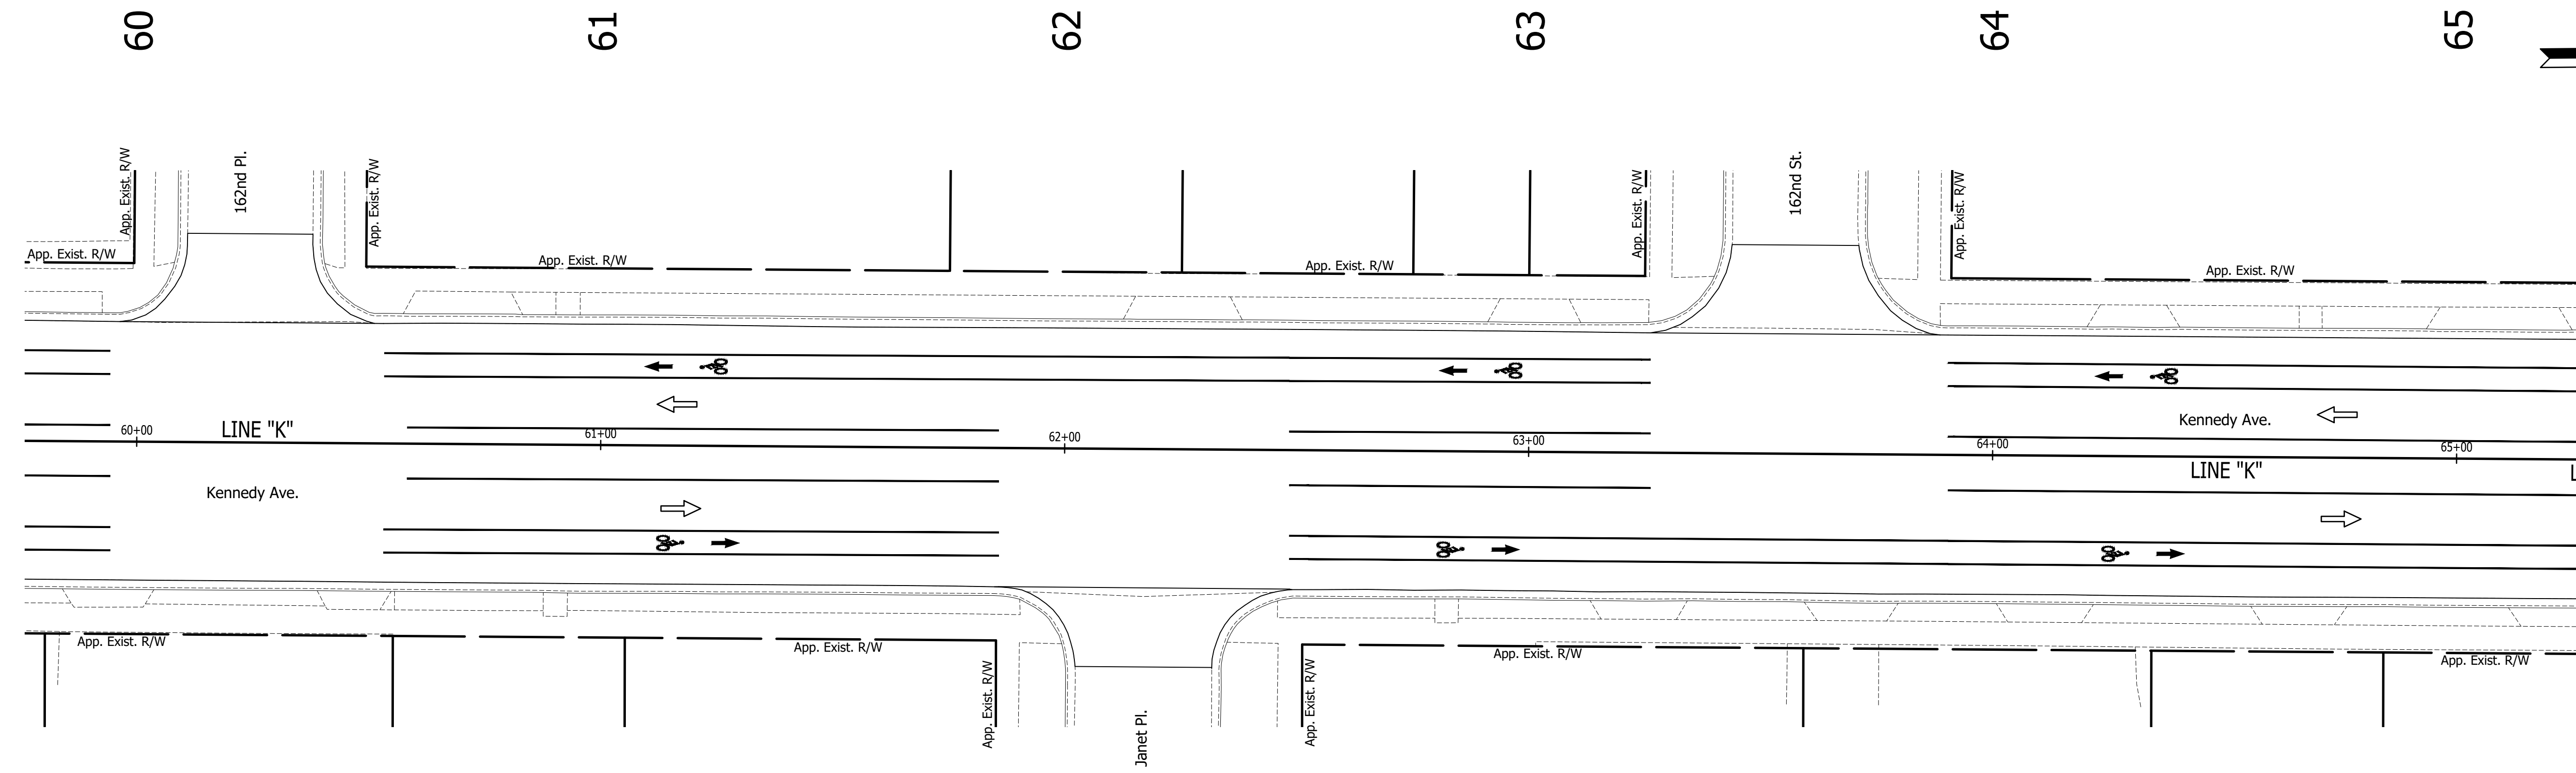 60
61
62
63
64
65
App. Exist. R/W
162nd Pl.
App. Exist. R/W
App. Exist. R/W
162nd St.
App. Exist. R/W
App. Exist. R/W
App. Exist. R/W
App. Exist. R/W
App. Exist. R/W
Kennedy Ave.
60+00
LINE "K"
61+00
62+00
63+00
64+00
65+00
LINE "K"
L
Kennedy Ave.
App. Exist. R/W
App. Exist. R/W
App. Exist. R/W
App. Exist. R/W
App. Exist. R/W
Janet Pl.
App. Exist. R/W